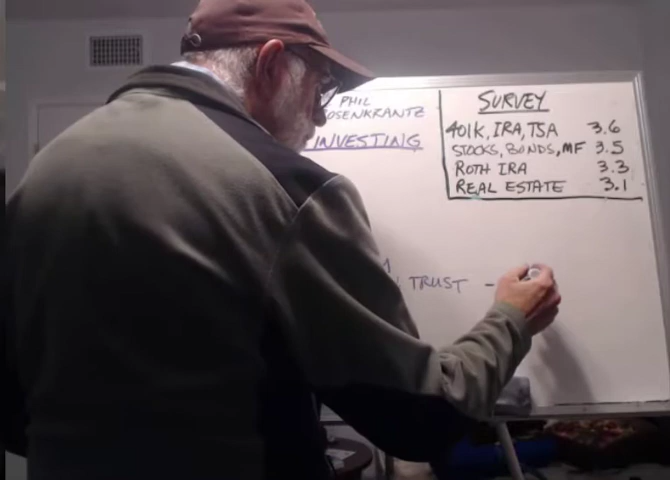 PHIL
OSENKRANTZ
INVESTING
SURVEY
401K, IRA, TSA 3.6
STOCKS, BONDS, MF 3.5
ROTH IRA 3.3
REAL ESTATE 3.1
TRUST -